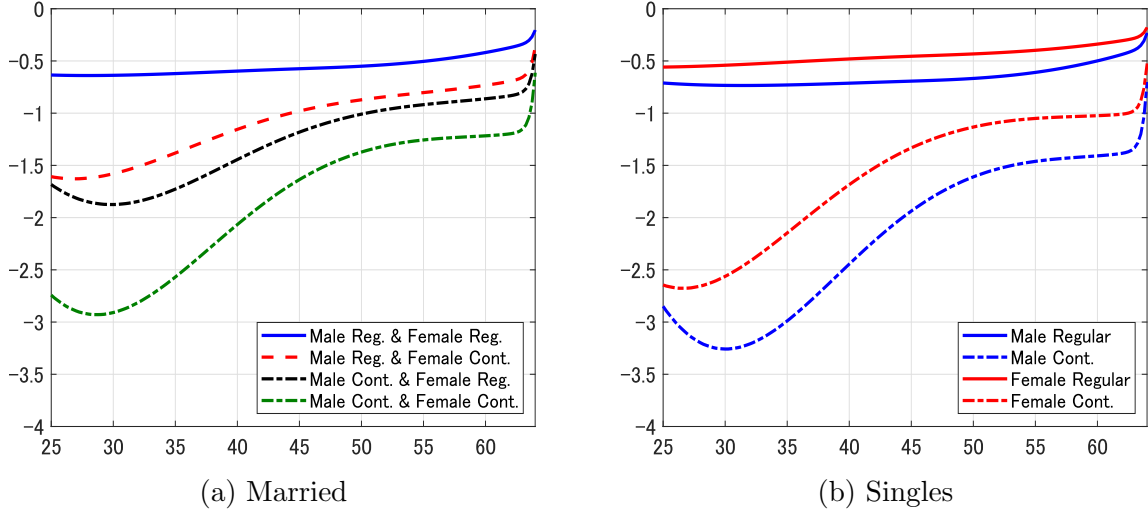 0
-0.5
-1
-1.5
-2
-2.5
-3
-3.5
-4
25 30 35 40 45 50 55 60
Male Reg. & Female Reg.
Male Reg. & Female Cont.
Male Cont. & Female Reg.
Male Cont. & Female Cont.
(a) Married
0
-0.5
-1
-1.5
-2
-2.5
-3
-3.5
-4
25 30 35 40 45 50 55 60
Male Regular
Male Cont.
Female Regular
Female Cont.
(b) Singles